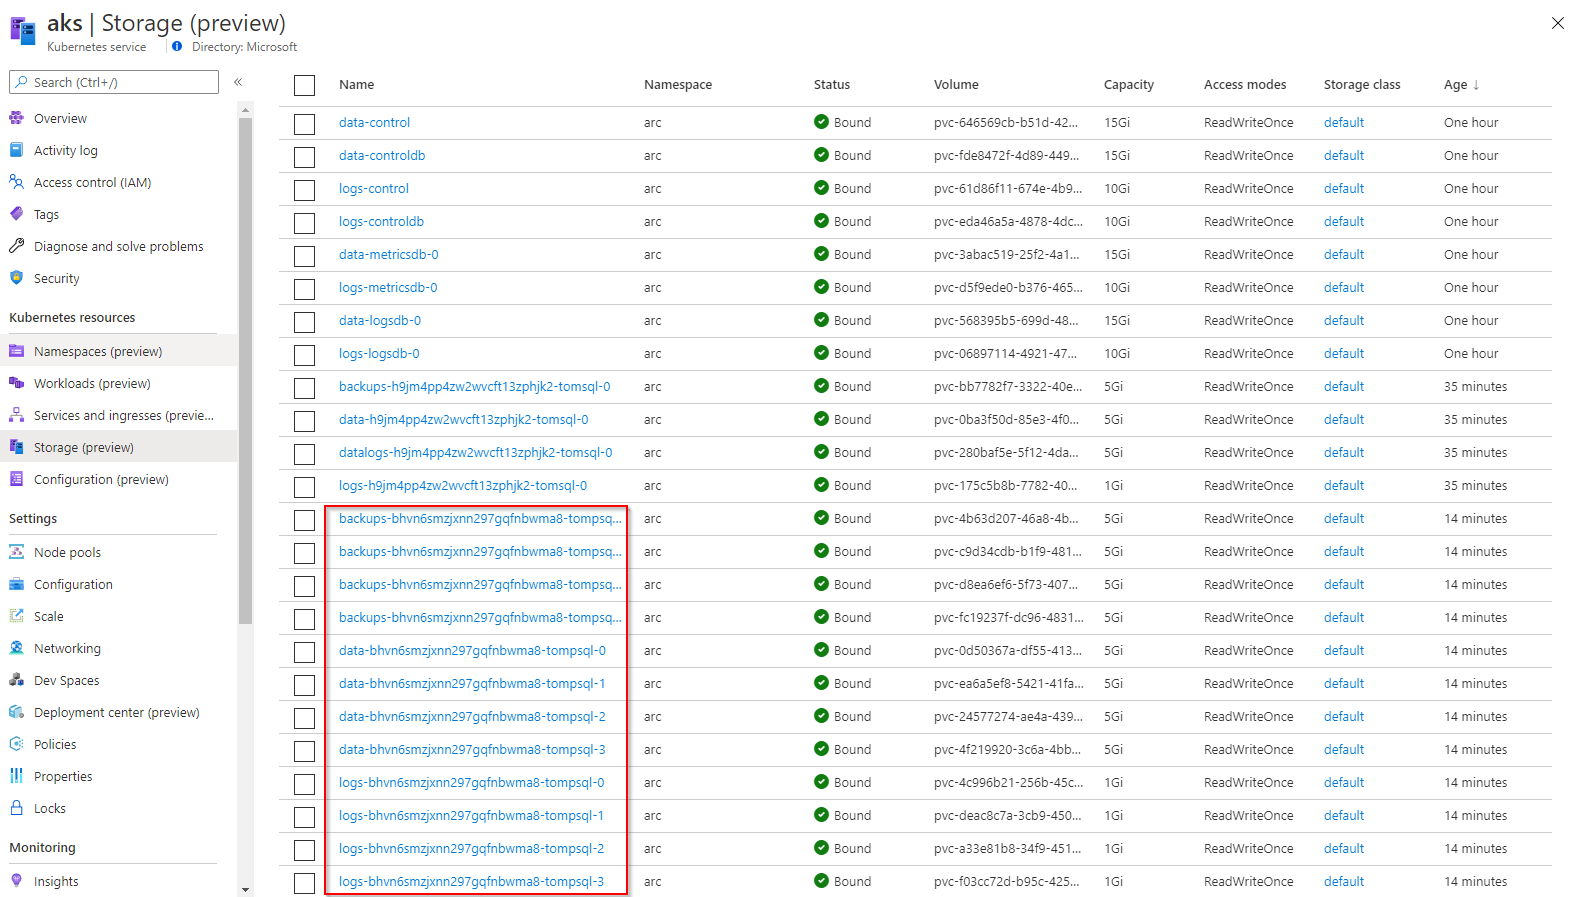 aks | Storage (preview)
Kubernetes service
Directory: Microsoft
Search (Ctrl+/)
«
Overview
Activity log
Access control (IAM)
Tags
Diagnose and solve problems
Security
Kubernetes resources
Namespaces (preview)
Workloads (preview)
Services and ingresses (previe...
Storage (preview)
Configuration (preview)
Settings
Node pools
Configuration
Scale
Networking
Dev Spaces
Deployment center (preview)
Policies
Properties
Locks
Monitoring
Insights
Name Namespace Status Volume Capacity Access modes Storage class Age ↓
data-control arc Bound pvc-646569cb-b51d-42... 15Gi ReadWriteOnce default One hour
data-controldb arc Bound pvc-fde8472f-4d89-449... 15Gi ReadWriteOnce default One hour
logs-control arc Bound pvc-61d86f11-674e-4b9... 10Gi ReadWriteOnce default One hour
logs-controldb arc Bound pvc-eda46a5a-4878-4dc... 10Gi ReadWriteOnce default One hour
data-metricsdb-0 arc Bound pvc-3abac519-25f2-4a1... 15Gi ReadWriteOnce default One hour
logs-metricsdb-0 arc Bound pvc-d5f9ede0-b376-465... 10Gi ReadWriteOnce default One hour
data-logsdb-0 arc Bound pvc-568395b5-699d-48... 15Gi ReadWriteOnce default One hour
logs-logsdb-0 arc Bound pvc-06897114-4921-47... 10Gi ReadWriteOnce default One hour
backups-h9jm4pp4zw2wvcft13zphjk2-tomsql-0 arc Bound pvc-bb7782f7-3322-40e... 5Gi ReadWriteOnce default 35 minutes
data-h9jm4pp4zw2wvcft13zphjk2-tomsql-0 arc Bound pvc-0ba3f50d-85e3-4f0... 5Gi ReadWriteOnce default 35 minutes
datalogs-h9jm4pp4zw2wvcft13zphjk2-tomsql-0 arc Bound pvc-280baf5e-5f12-4da... 5Gi ReadWriteOnce default 35 minutes
logs-h9jm4pp4zw2wvcft13zphjk2-tomsql-0 arc Bound pvc-175c5b8b-7782-40... 1Gi ReadWriteOnce default 35 minutes
backups-bhvn6smzjxnn297gqfnbwma8-tompsq... arc Bound pvc-4b63d207-46a8-4b... 5Gi ReadWriteOnce default 14 minutes
backups-bhvn6smzjxnn297gqfnbwma8-tompsq... arc Bound pvc-c9d34cdb-b1f9-481... 5Gi ReadWriteOnce default 14 minutes
backups-bhvn6smzjxnn297gqfnbwma8-tompsq... arc Bound pvc-d8ea6ef6-5f73-407... 5Gi ReadWriteOnce default 14 minutes
backups-bhvn6smzjxnn297gqfnbwma8-tompsq... arc Bound pvc-fc19237f-dc96-4831... 5Gi ReadWriteOnce default 14 minutes
data-bhvn6smzjxnn297gqfnbwma8-tompsql-0 arc Bound pvc-0d50367a-df55-413... 5Gi ReadWriteOnce default 14 minutes
data-bhvn6smzjxnn297gqfnbwma8-tompsql-1 arc Bound pvc-ea6a5ef8-5421-41fa... 5Gi ReadWriteOnce default 14 minutes
data-bhvn6smzjxnn297gqfnbwma8-tompsql-2 arc Bound pvc-24577274-ae4a-439... 5Gi ReadWriteOnce default 14 minutes
data-bhvn6smzjxnn297gqfnbwma8-tompsql-3 arc Bound pvc-4f219920-3c6a-4bb... 5Gi ReadWriteOnce default 14 minutes
logs-bhvn6smzjxnn297gqfnbwma8-tompsql-0 arc Bound pvc-4c996b21-256b-45c... 1Gi ReadWriteOnce default 14 minutes
logs-bhvn6smzjxnn297gqfnbwma8-tompsql-1 arc Bound pvc-deac8c7a-3cb9-450... 1Gi ReadWriteOnce default 14 minutes
logs-bhvn6smzjxnn297gqfnbwma8-tompsql-2 arc Bound pvc-a33e81b8-34f9-451... 1Gi ReadWriteOnce default 14 minutes
logs-bhvn6smzjxnn297gqfnbwma8-tompsql-3 arc Bound pvc-f03cc72d-b95c-425... 1Gi ReadWriteOnce default 14 minutes